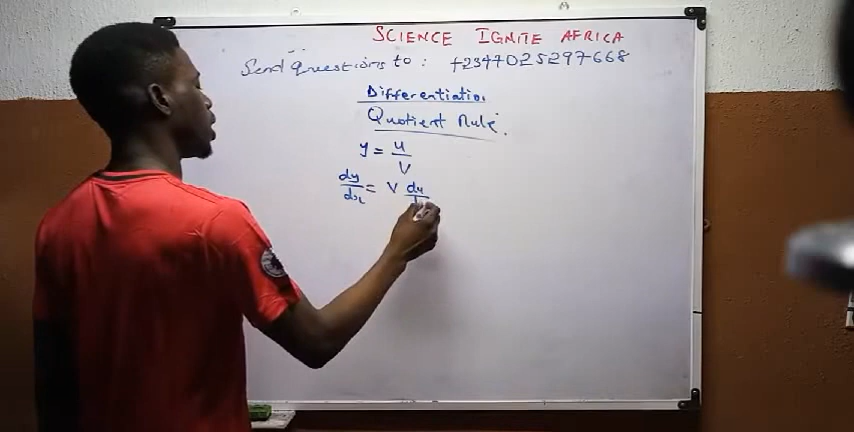 SCIENCE IGNITE AFRICA
Send Questions to : +2347025297668
Differentiation
Quotient Rule.
y = u/v
dy/dx = v du/d